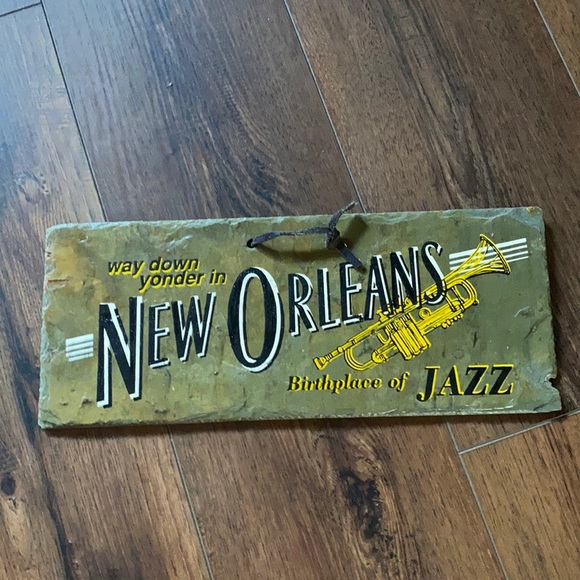 way down
yonder in
NEW ORLEANS
Birthplace of JAZZ